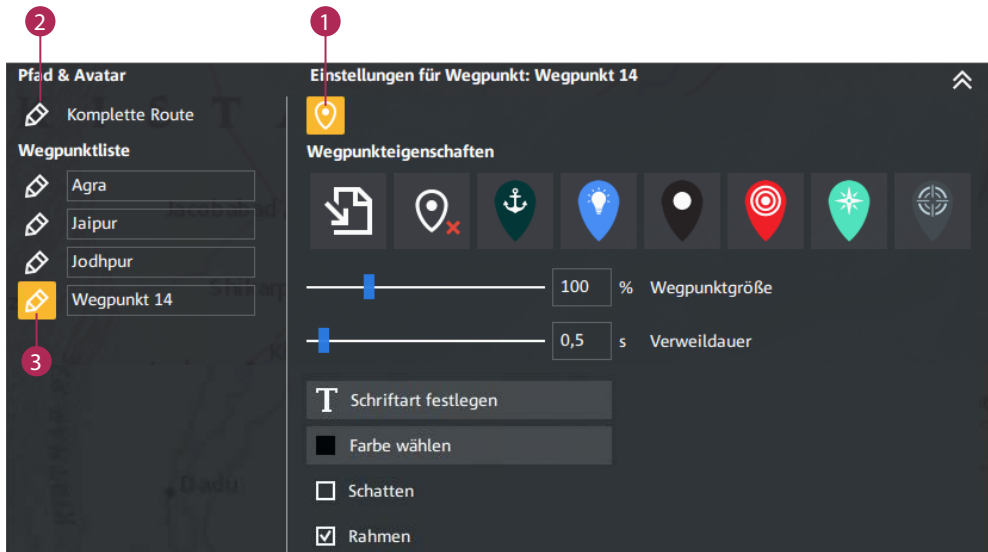 2
1
Pfad & Avatar
Komplette Route
Wegpunktliste
Agra
Jaipur
Jodhpur
Wegpunkt 14
3
Einstellungen für Wegpunkt: Wegpunkt 14
Wegpunkteigenschaften
100 % Wegpunktgröße
0,5 s Verweildauer
T Schriftart festlegen
Farbe wählen
Schatten
Rahmen
Dadu